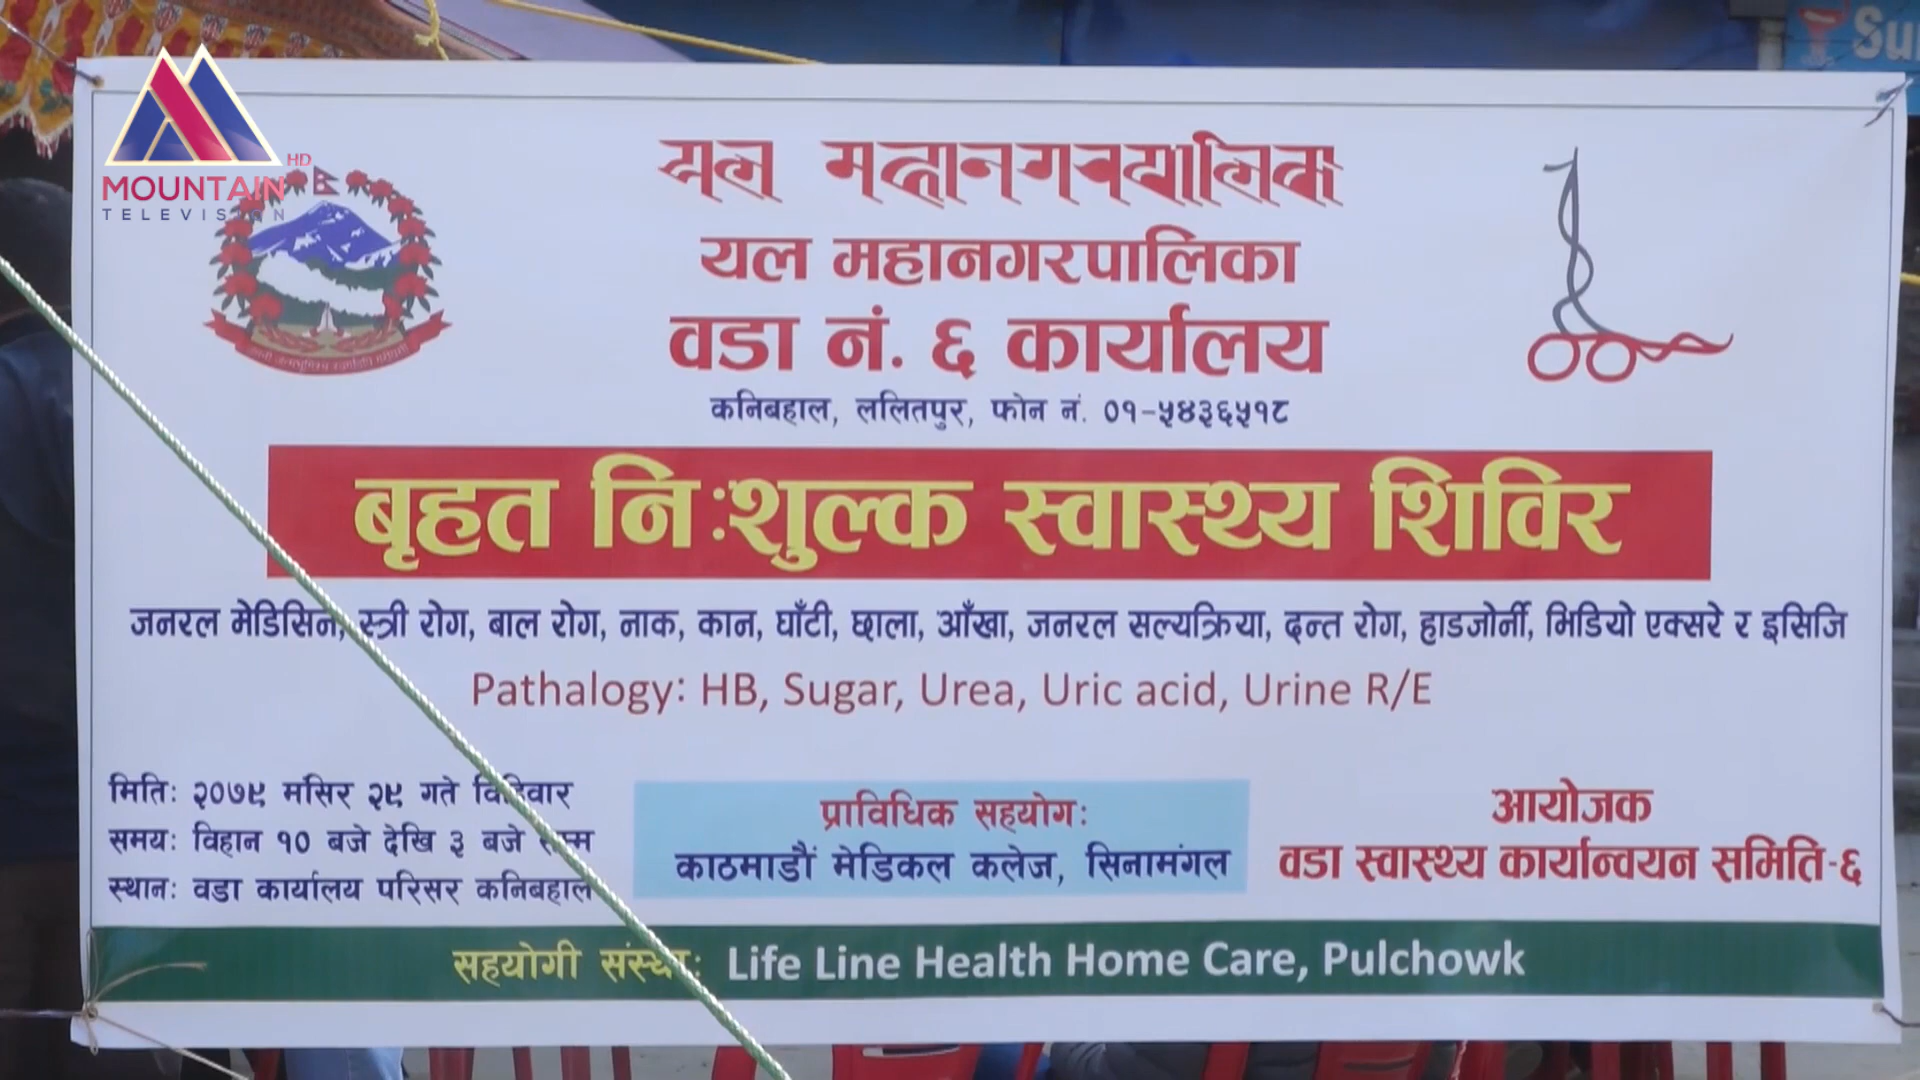 MOUNTAIN HD
TELEVISION
Su
यल महानगरपालिका
वडा नं. ६ कार्यालय
कनिबहाल, ललितपुर, फोन नं. ०१-५४३६५१८
बृहत निःशुल्क स्वास्थ्य शिविर
जनरल मेडिसिन, स्त्री रोग, बाल रोग, नाक, कान, घाँटी, छाला, आँखा, जनरल सल्यक्रिया, दन्त रोग, हाडजोर्नी, भिडियो एक्सरे र इसिजि
Pathalogy: HB, Sugar, Urea, Uric acid, Urine R/E
मिति: २०७९ मंसिर २९ गते
समय: विहान १० बजे देखि ३ बजे सम्म
स्थान: वडा कार्यालय परिसर कनिबहाल
प्राविधिक सहयोग:
काठमाडौं मेडिकल कलेज, सिनामंगल
आयोजक
वडा स्वास्थ्य कार्यान्वयन समिति-६
सहयोगी संस्था: Life Line Health Home Care, Pulchowk